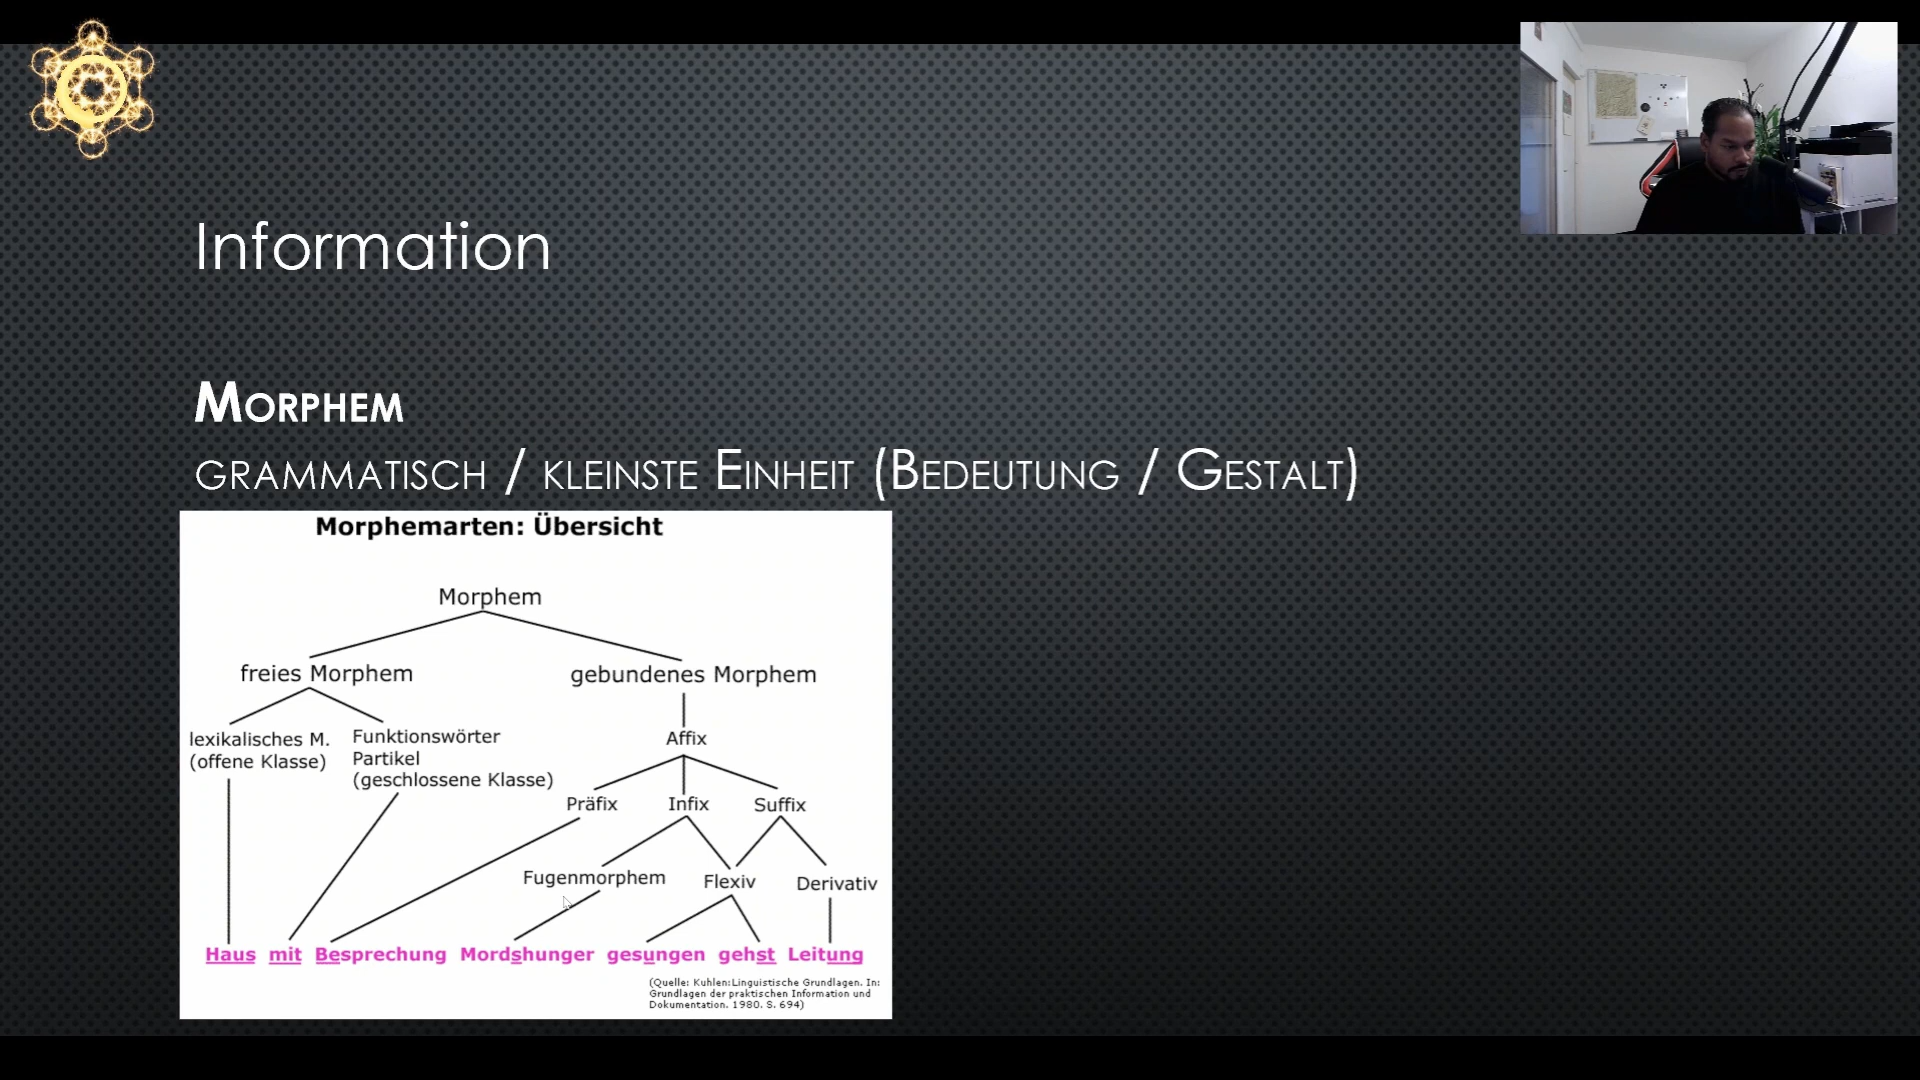 Information
Morphem
grammatisch / kleinste Einheit (Bedeutung / Gestalt)
Morphemarten: Übersicht
Morphem
freies Morphem
gebundenes Morphem
lexikalisches M.
(offene Klasse)
Funktionswörter
Partikel
(geschlossene Klasse)
Affix
Präfix
Infix
Suffix
Fugenmorphem
Flexiv
Derivativ
Haus mit Besprechung Mordshunger gesungen gehst Leitung
(Quelle: Kuhlen:Linguistische Grundlagen. In:
Grundlagen der praktischen Information und
Dokumentation. 1980. S. 694)